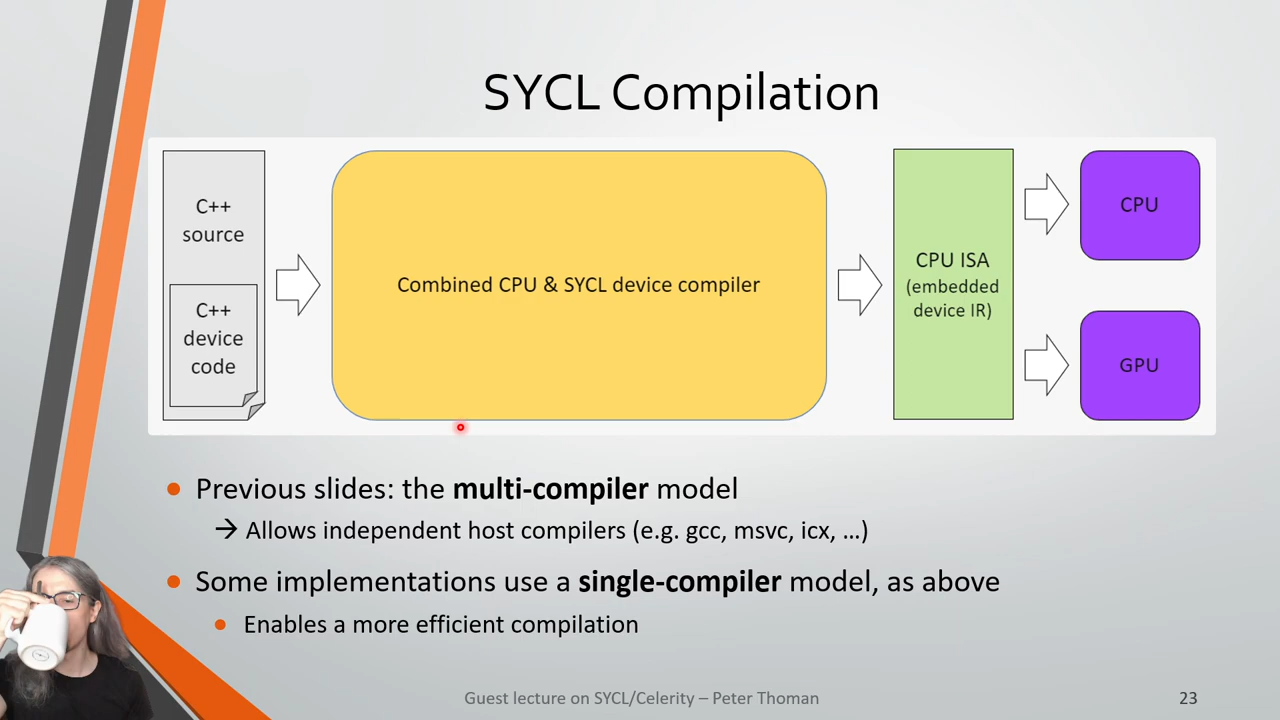 SYCL Compilation
C++
source
C++
device
code
Combined CPU & SYCL device compiler
CPU ISA
(embedded
device IR)
CPU
GPU
● Previous slides: the multi-compiler model
→ Allows independent host compilers (e.g. gcc, msvc, icx, …)
● Some implementations use a single-compiler model, as above
● Enables a more efficient compilation
Guest lecture on SYCL/Celerity – Peter Thoman
23